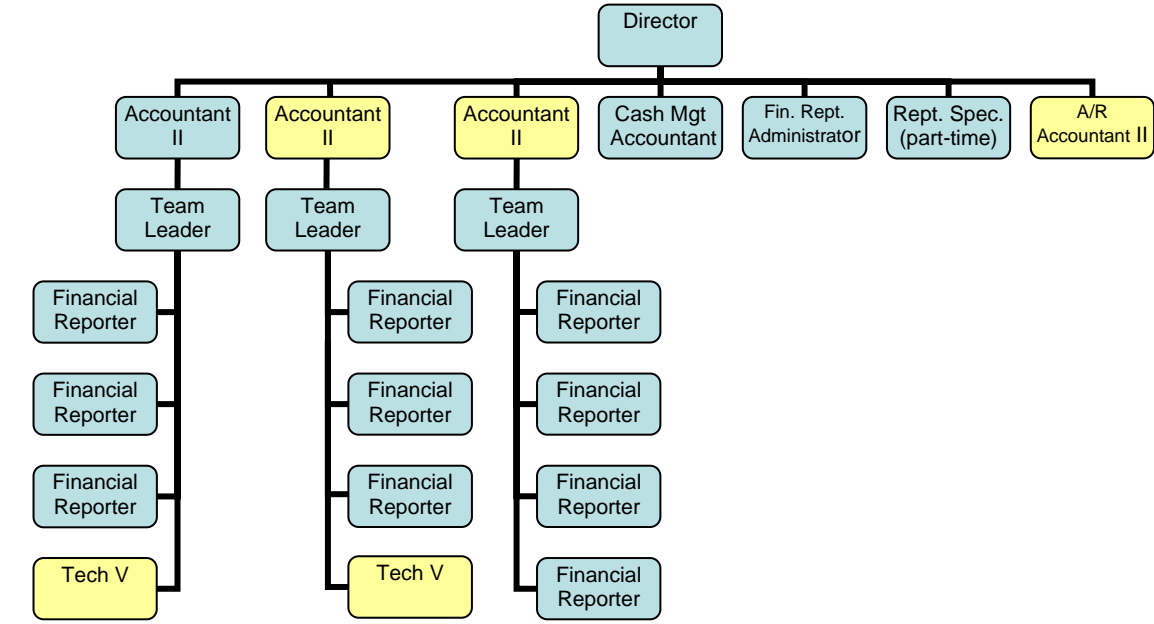 Director
Accountant
II
Accountant
II
Accountant
II
Cash Mgt
Accountant
Fin. Rept.
Administrator
Rept. Spec.
(part-time)
A/R
Accountant II
Team
Leader
Team
Leader
Team
Leader
Financial
Reporter
Financial
Reporter
Financial
Reporter
Financial
Reporter
Financial
Reporter
Financial
Reporter
Financial
Reporter
Financial
Reporter
Financial
Reporter
Tech V
Tech V
Financial
Reporter